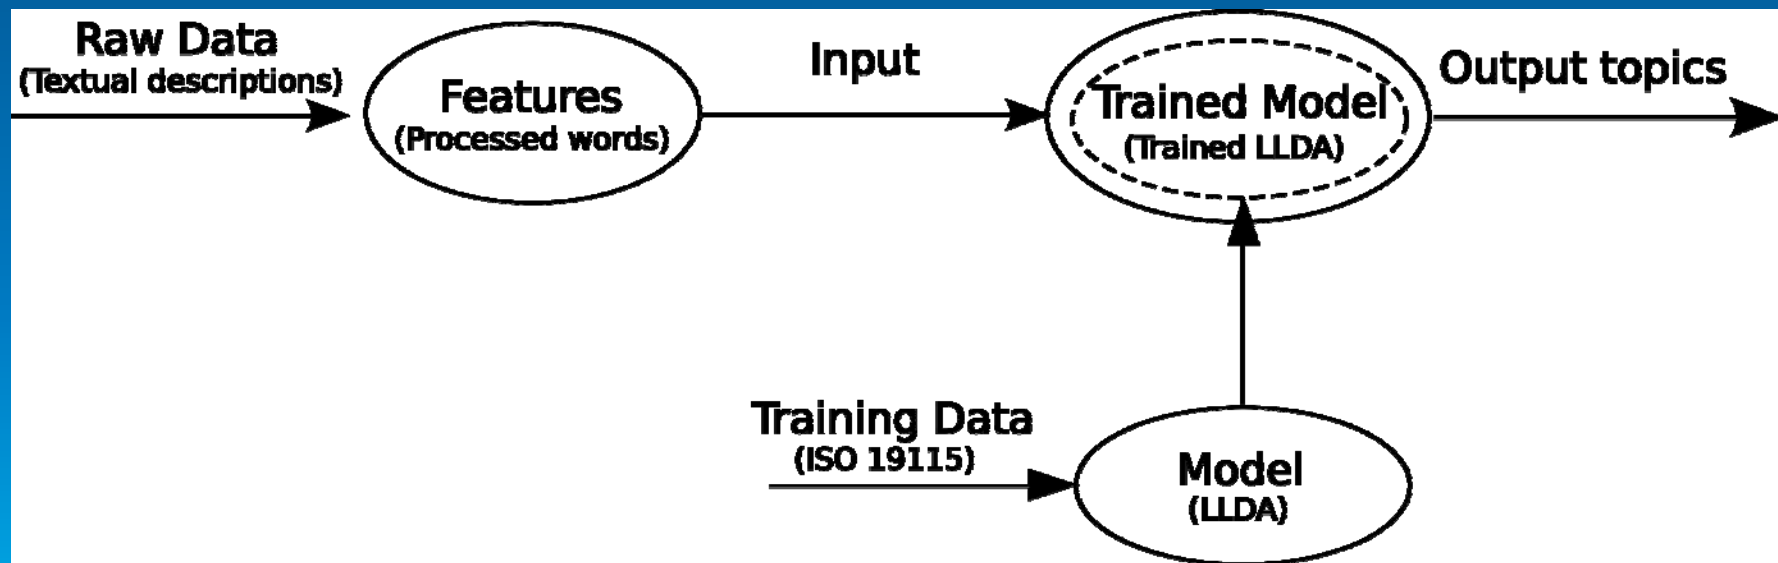 Raw Data
(Textual descriptions)
Features
(Processed words)
Input
Trained Model
(Trained LLDA)
Output topics
Training Data
(ISO 19115)
Model
(LLDA)